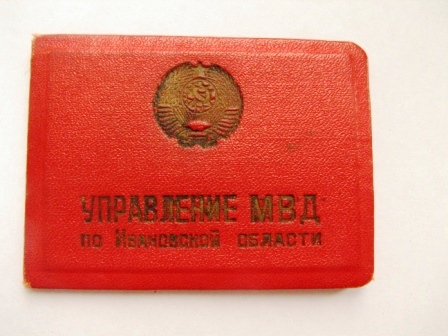 УПРАВЛЕНИЕ МВД
ПО ИВАНОВСКОЙ ОБЛАСТИ